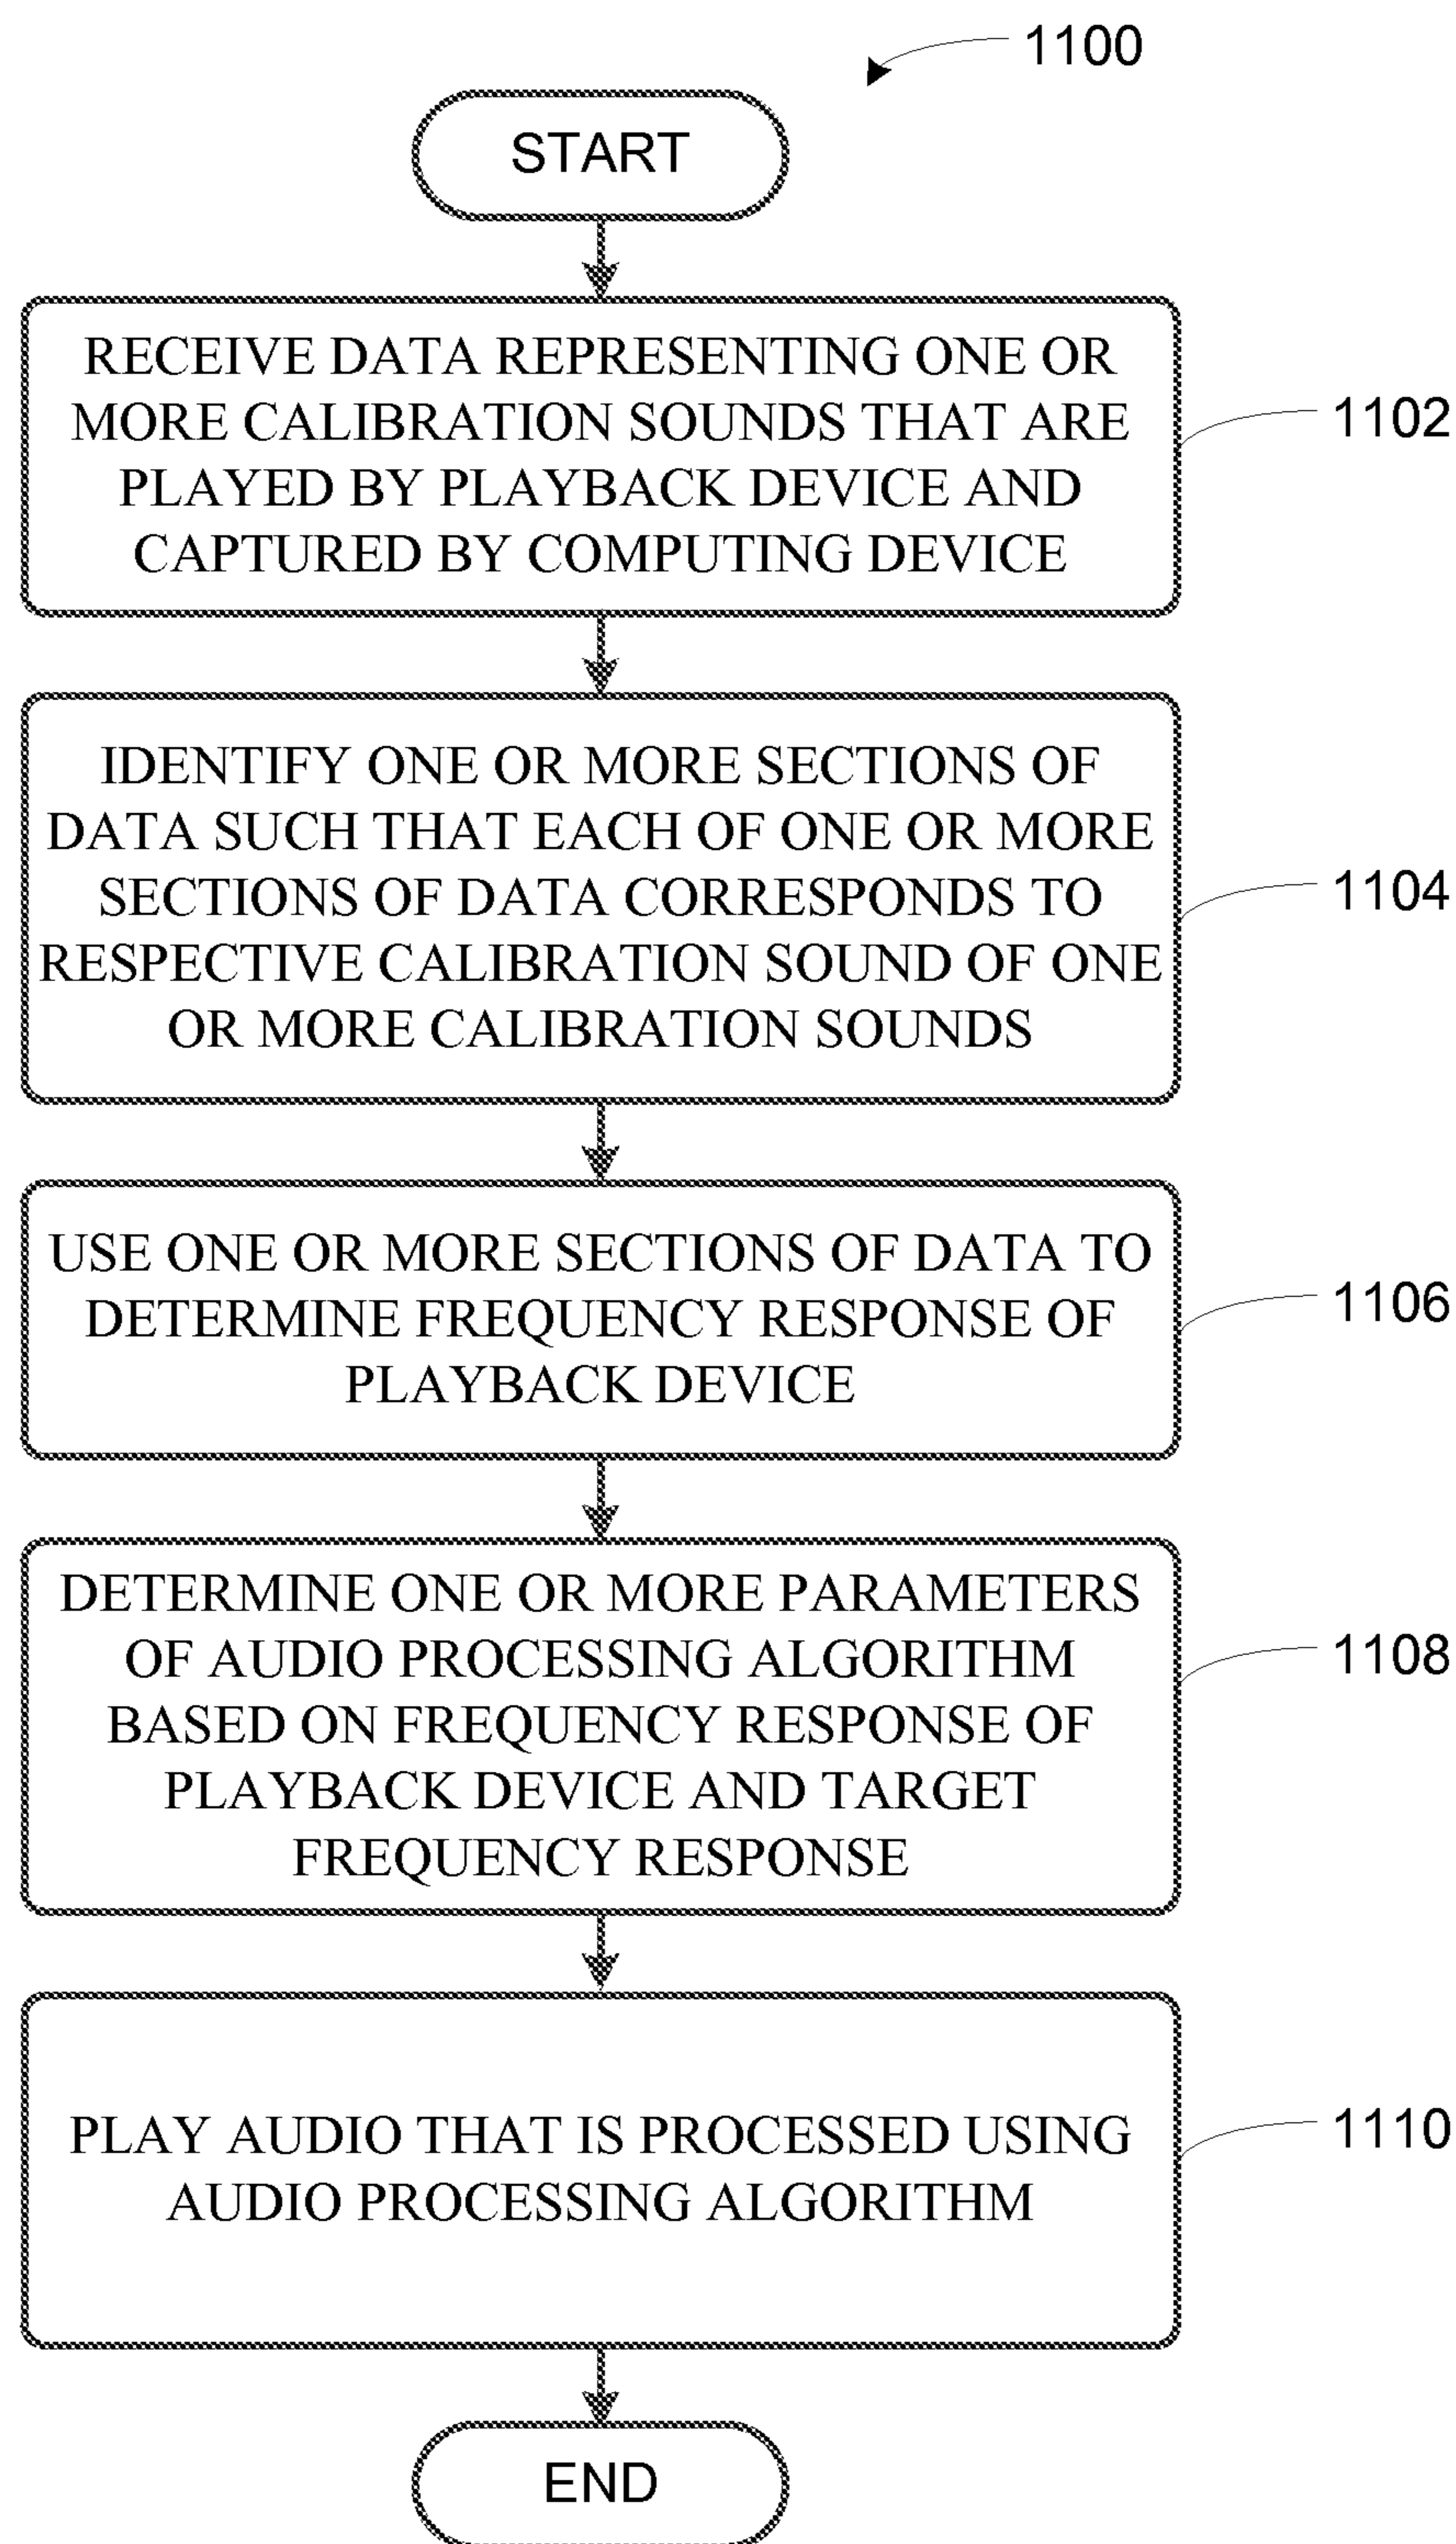 1100
START
RECEIVE DATA REPRESENTING ONE OR
MORE CALIBRATION SOUNDS THAT ARE
PLAYED BY PLAYBACK DEVICE AND
CAPTURED BY COMPUTING DEVICE
1102
IDENTIFY ONE OR MORE SECTIONS OF
DATA SUCH THAT EACH OF ONE OR MORE
SECTIONS OF DATA CORRESPONDS TO
RESPECTIVE CALIBRATION SOUND OF ONE
OR MORE CALIBRATION SOUNDS
1104
USE ONE OR MORE SECTIONS OF DATA TO
DETERMINE FREQUENCY RESPONSE OF
PLAYBACK DEVICE
1106
DETERMINE ONE OR MORE PARAMETERS
OF AUDIO PROCESSING ALGORITHM
BASED ON FREQUENCY RESPONSE OF
PLAYBACK DEVICE AND TARGET
FREQUENCY RESPONSE
1108
PLAY AUDIO THAT IS PROCESSED USING
AUDIO PROCESSING ALGORITHM
1110
END